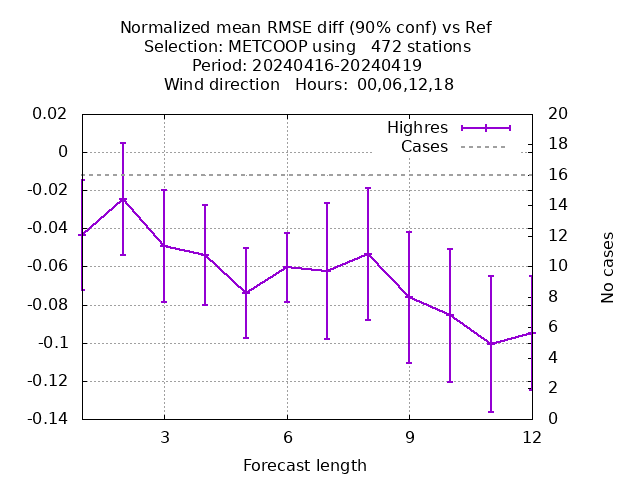 Normalized mean RMSE diff (90% conf) vs Ref
Selection: METCOOP using   472 stations
Period: 20240416-20240419
Wind direction   Hours:  00,06,12,18
Highres
Cases
0.02
0
-0.02
-0.04
-0.06
-0.08
-0.1
-0.12
-0.14
20
18
16
14
12
10
8
6
4
2
0
No cases
3 6 9 12
Forecast length